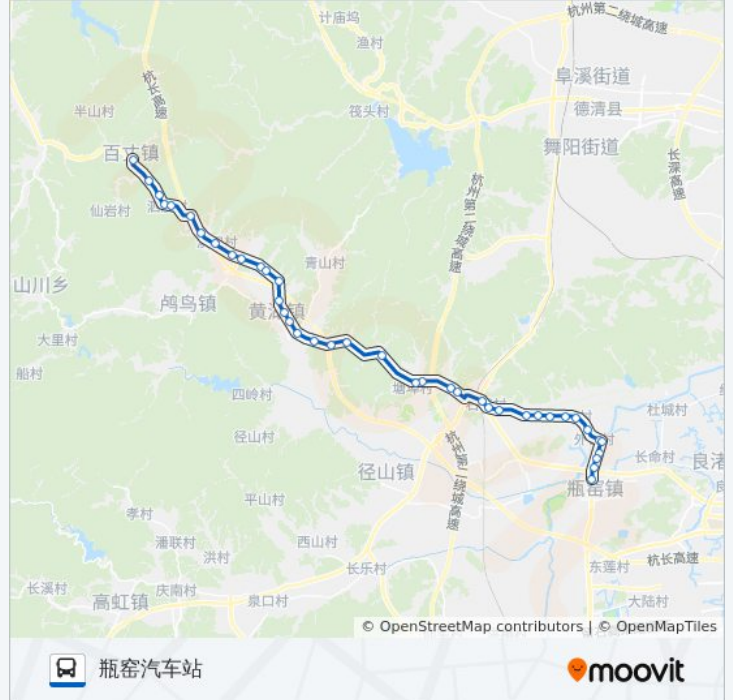 计庙坞
杭州第二绕城高速
渔村
杭长高速
阜溪街道
半山村
筏头村
德清县
百丈镇
舞阳街道
长深高速
仙岩村
杭州第二绕城高速
青山村
山川乡
鸬鸟镇
黄湖镇
大里村
船村
四岭村
杜城村
径山村
长命村
径山镇
杭州第二绕城高速
瓶窑镇
平山村
孝村
潘联村
西山村
洪村
长乐村
东莲村
杭长高速
长溪村
庆南村
泉口村
高虹镇
大陆村
© OpenStreetMap contributors | © OpenMapTiles
瓶窑汽车站
moovit